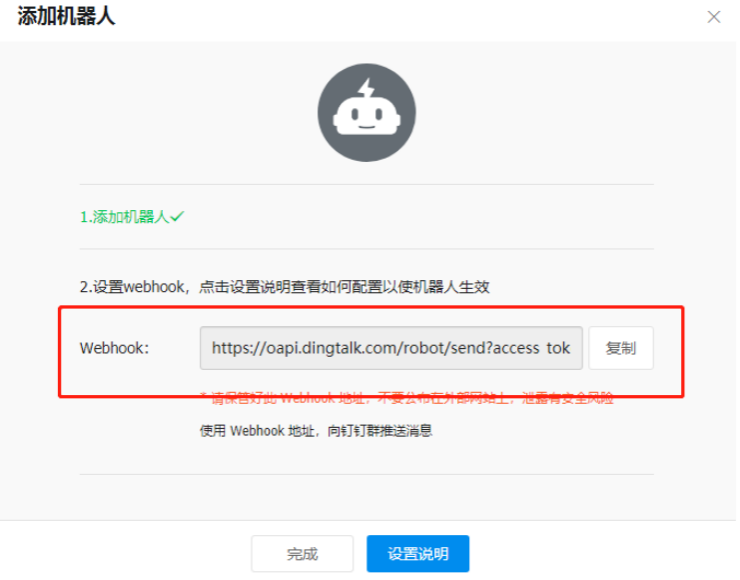 添加机器人
1.添加机器人
2.设置webhook，点击设置说明查看如何配置以使机器人生效
Webhook: https://oapi.dingtalk.com/robot/send?access_tok 复制
* 请保管好此 Webhook 地址，不要公布在外部网站上，泄露有安全风险
使用 Webhook 地址，向钉钉群推送消息
完成 设置说明